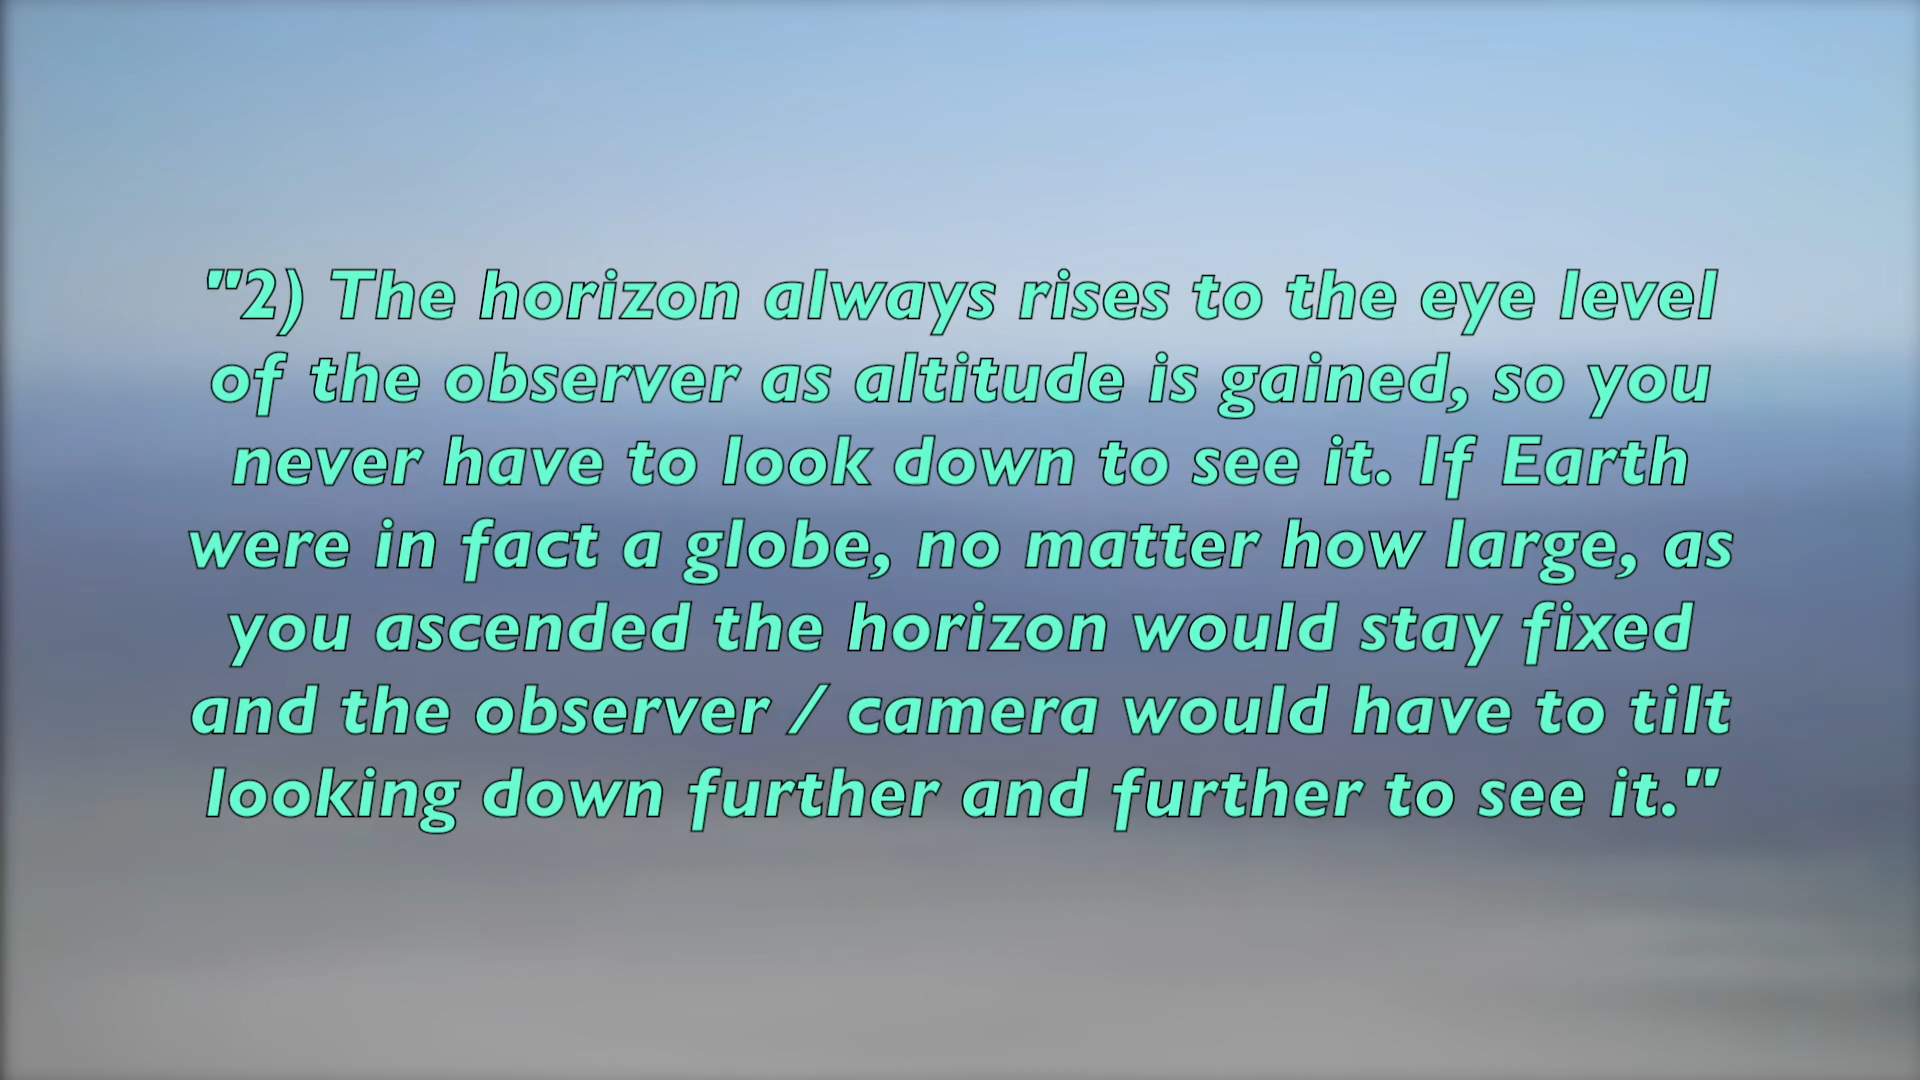 "2) The horizon always rises to the eye level
of the observer as altitude is gained, so you
never have to look down to see it. If Earth
were in fact a globe, no matter how large, as
you ascended the horizon would stay fixed
and the observer / camera would have to tilt
looking down further and further to see it."